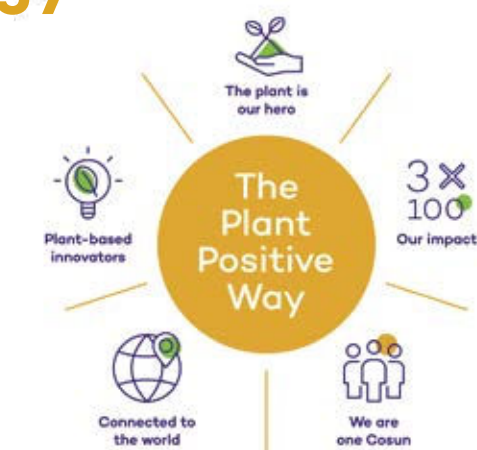 The plant is
our hero
3 ×
100
Our impact
We are
one Cosun
Connected to
the world
Plant-based
innovators
The
Plant
Positive
Way